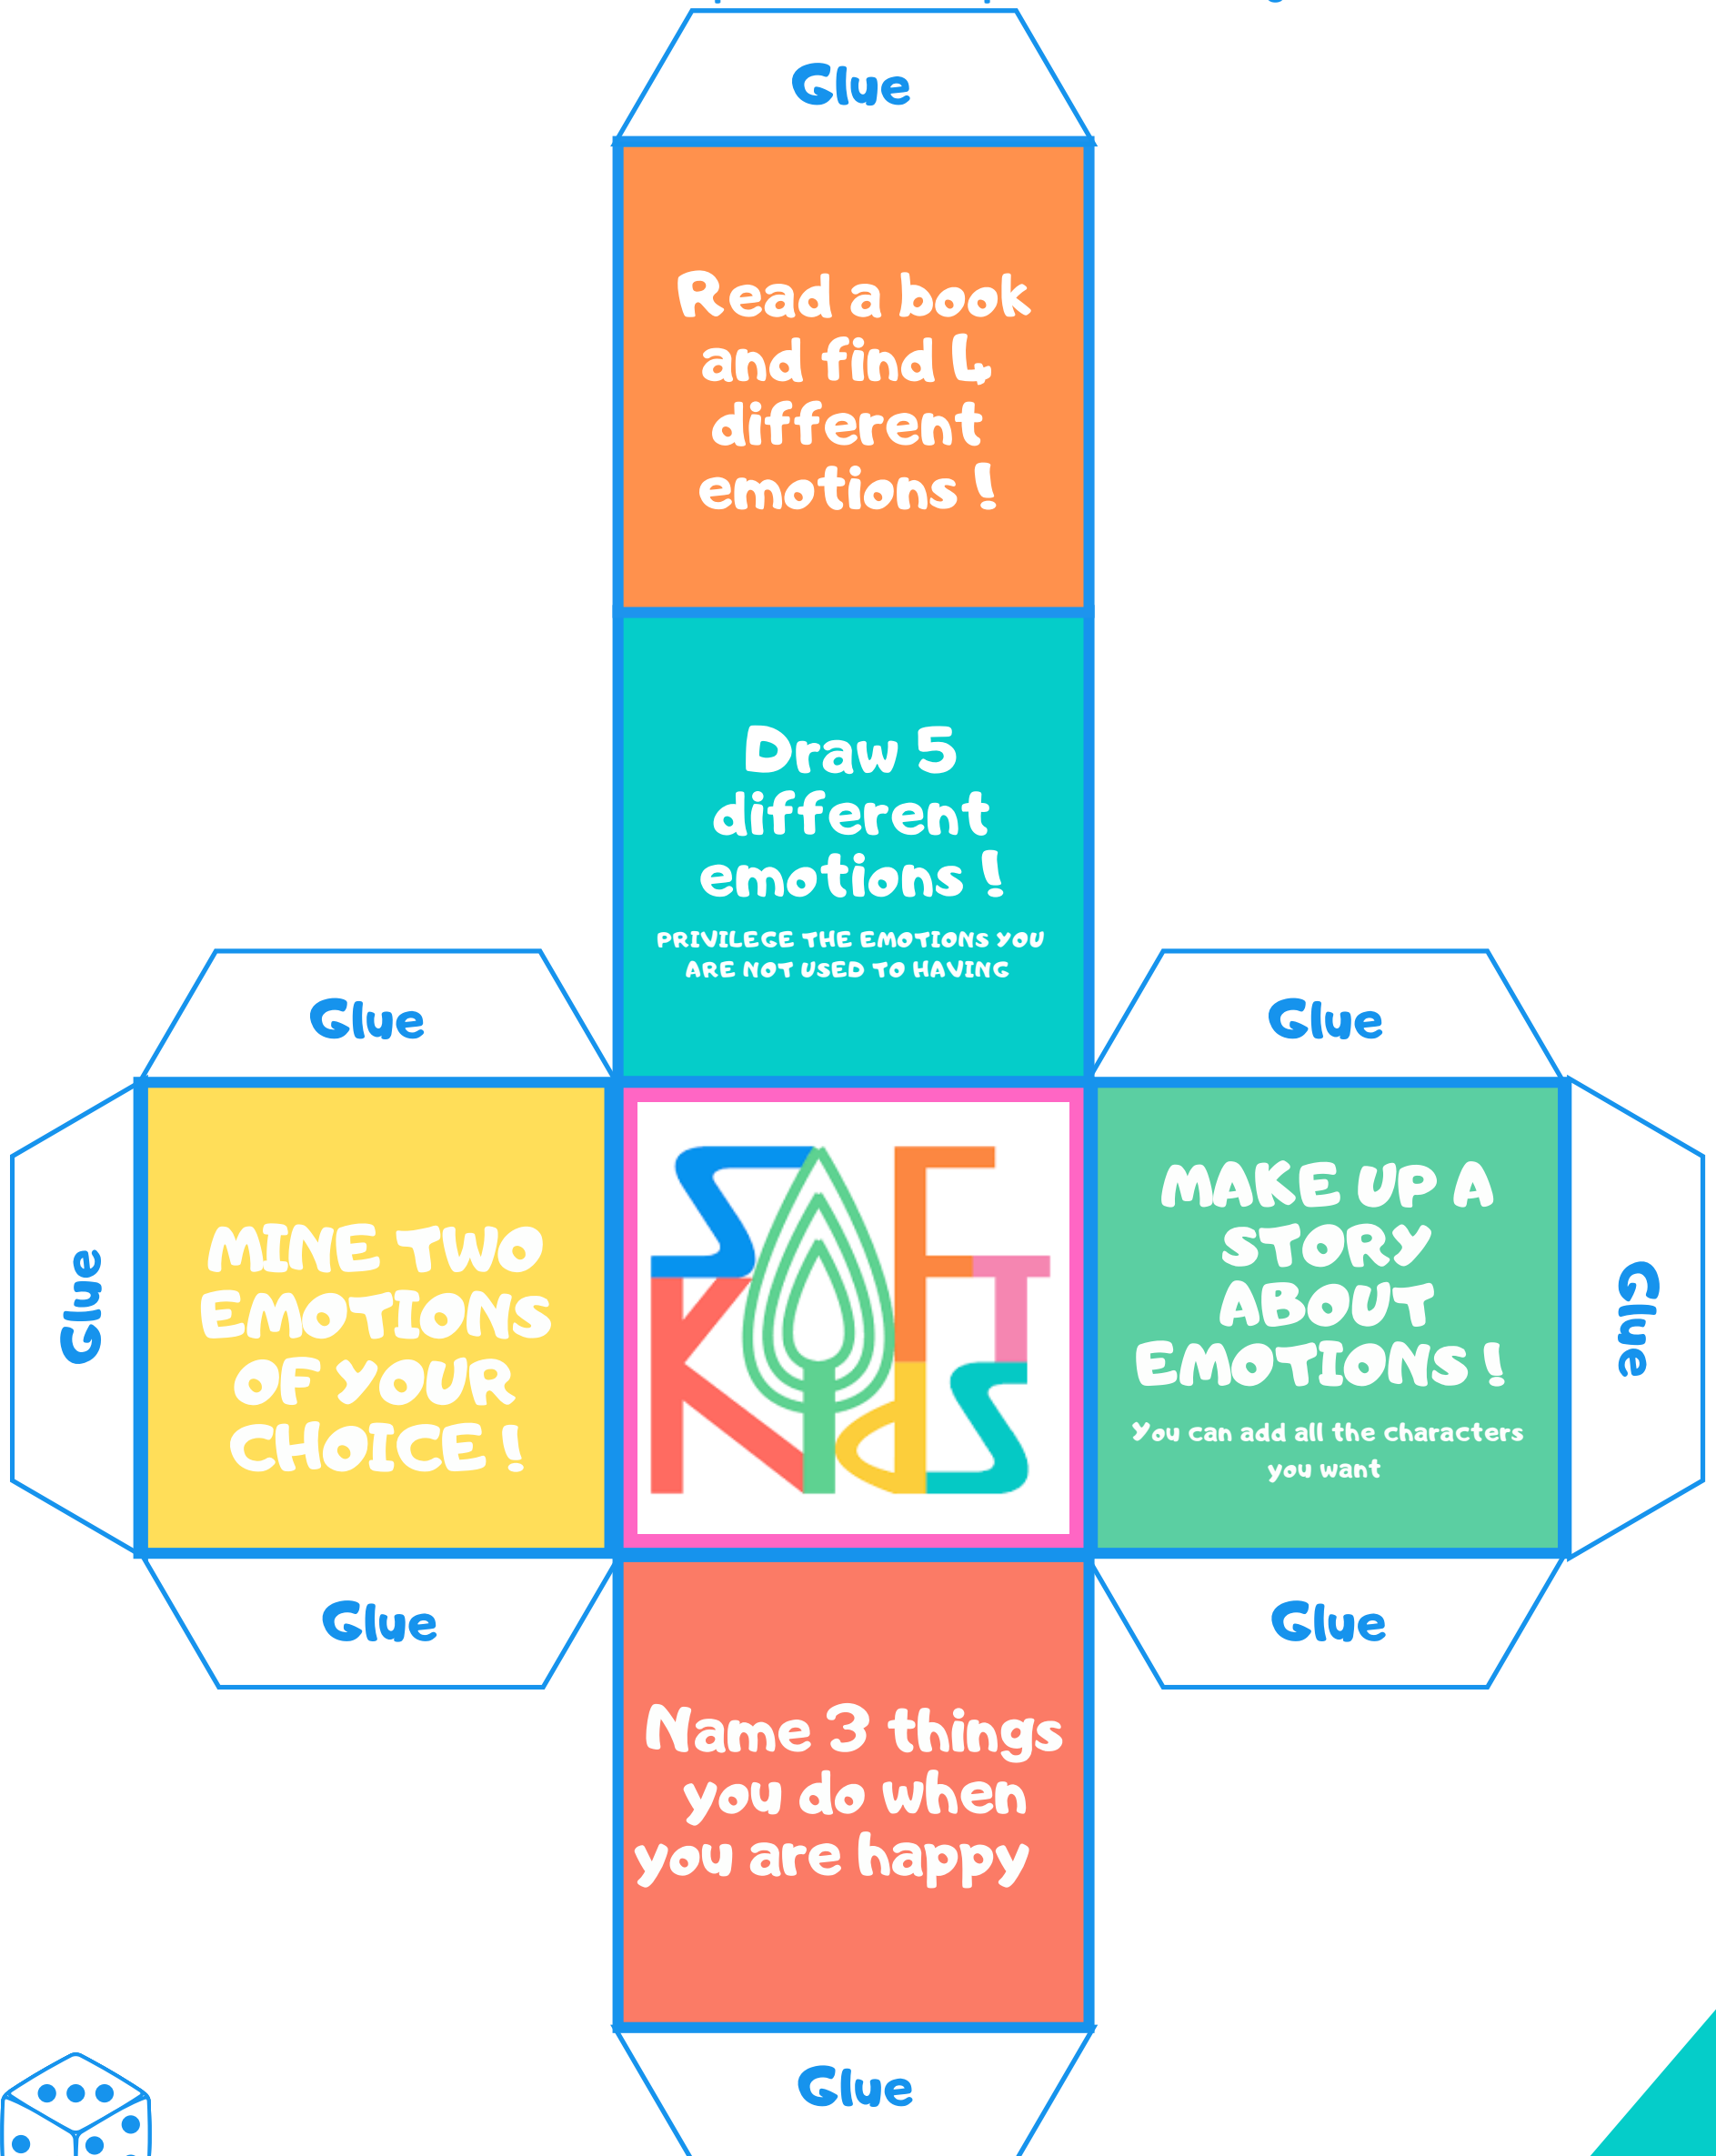 Glue
Read a book
and find 4
different
emotions !
Draw 5
different
emotions !
PRIVILEGE THE EMOTIONS YOU
ARE NOT USED TO HAVING
Glue
Glue
Glue
MINE TWO
EMOTIONS
OF YOUR
CHOICE !
SOFT
KIDS
MAKE UP A
STORY
ABOUT
EMOTIONS !
You can add all the characters
you want
Glue
Glue
Glue
Name 3 things
you do when
you are happy
Glue